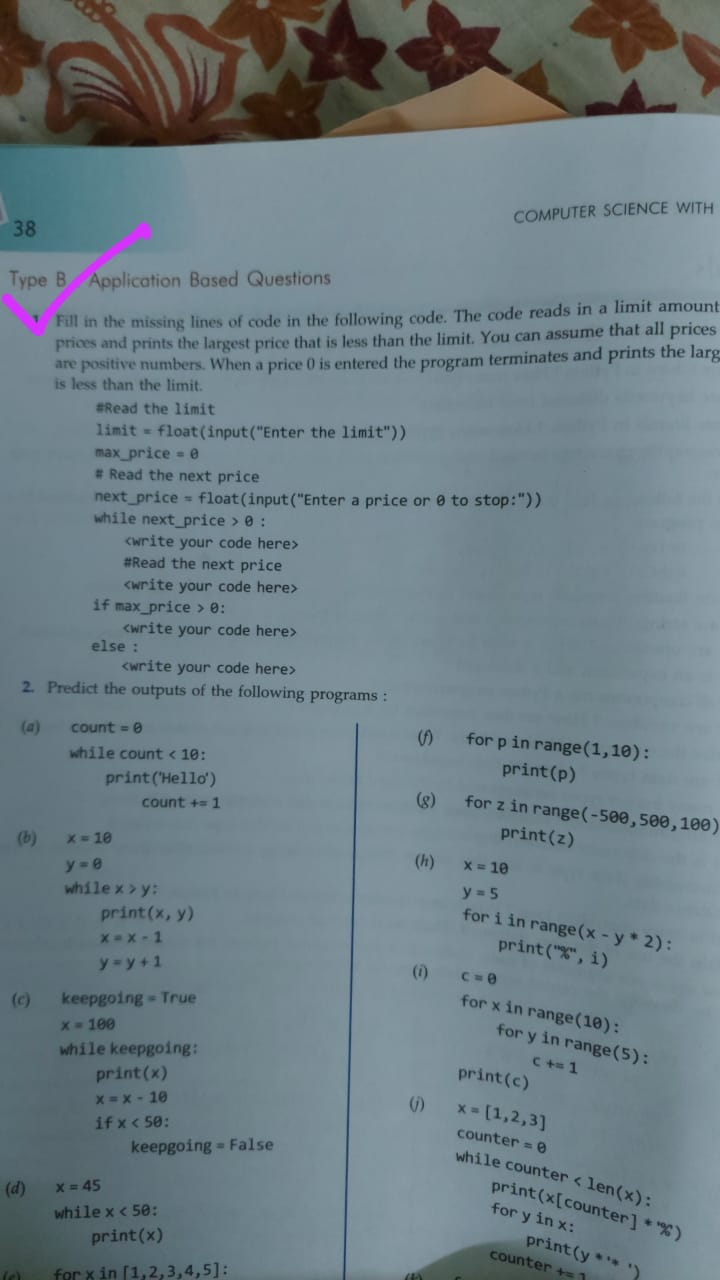 38
COMPUTER SCIENCE WITH
Type B Application Based Questions
1. Fill in the missing lines of code in the following code. The code reads in a limit amount
prices and prints the largest price that is less than the limit. You can assume that all prices
are positive numbers. When a price 0 is entered the program terminates and prints the larg
is less than the limit.
#Read the limit
limit = float(input("Enter the limit"))
max_price = 0
# Read the next price
next_price = float(input("Enter a price or 0 to stop:"))
while next_price > 0 :
<write your code here>
#Read the next price
<write your code here>
if max_price > 0:
<write your code here>
else :
<write your code here>
2. Predict the outputs of the following programs :
(a) count = 0
while count < 10:
print('Hello')
count += 1
(b) x = 10
y = 0
while x > y:
print(x, y)
x = x - 1
y = y + 1
(c) keepgoing = True
x = 100
while keepgoing:
print(x)
x = x - 10
if x < 50:
keepgoing = False
(d) x = 45
while x < 50:
print(x)
for x in [1,2,3,4,5]:
(f) for p in range(1,10):
print(p)
(g) for z in range(-500,500,100)
print(z)
(h) x = 10
y = 5
for i in range(x - y * 2):
print("%", i)
(i) c = 0
for x in range(10):
for y in range(5):
c += 1
print(c)
(j) x = [1,2,3]
counter = 0
while counter < len(x):
print(x[counter] * '%')
for y in x:
print(y * '* ')
counter += 1